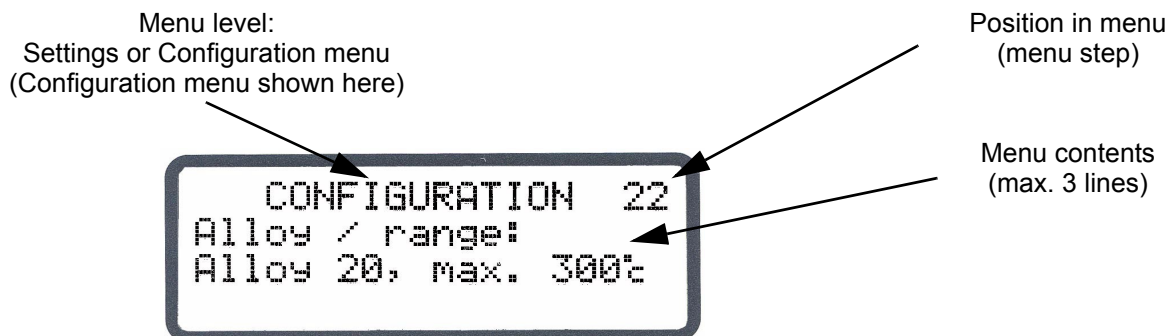 Menu level:
Settings or Configuration menu
(Configuration menu shown here)
Position in menu
(menu step)
Menu contents
(max. 3 lines)
CONFIGURATION 22
Alloy / range:
Alloy 20, max. 300°c